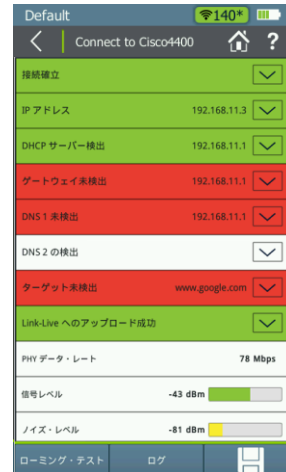 Default 140*
Connect to Cisco4400 ?
接続確立
IP アドレス 192.168.11.3
DHCP サーバー検出 192.168.11.1
ゲートウェイ未検出 192.168.11.1
DNS 1 未検出 192.168.11.1
DNS 2 の検出
ターゲット未検出 www.google.com
Link-Live へのアップロード成功
PHY データ・レート 78 Mbps
信号レベル -43 dBm
ノイズ・レベル -81 dBm
ローミング・テスト ログ